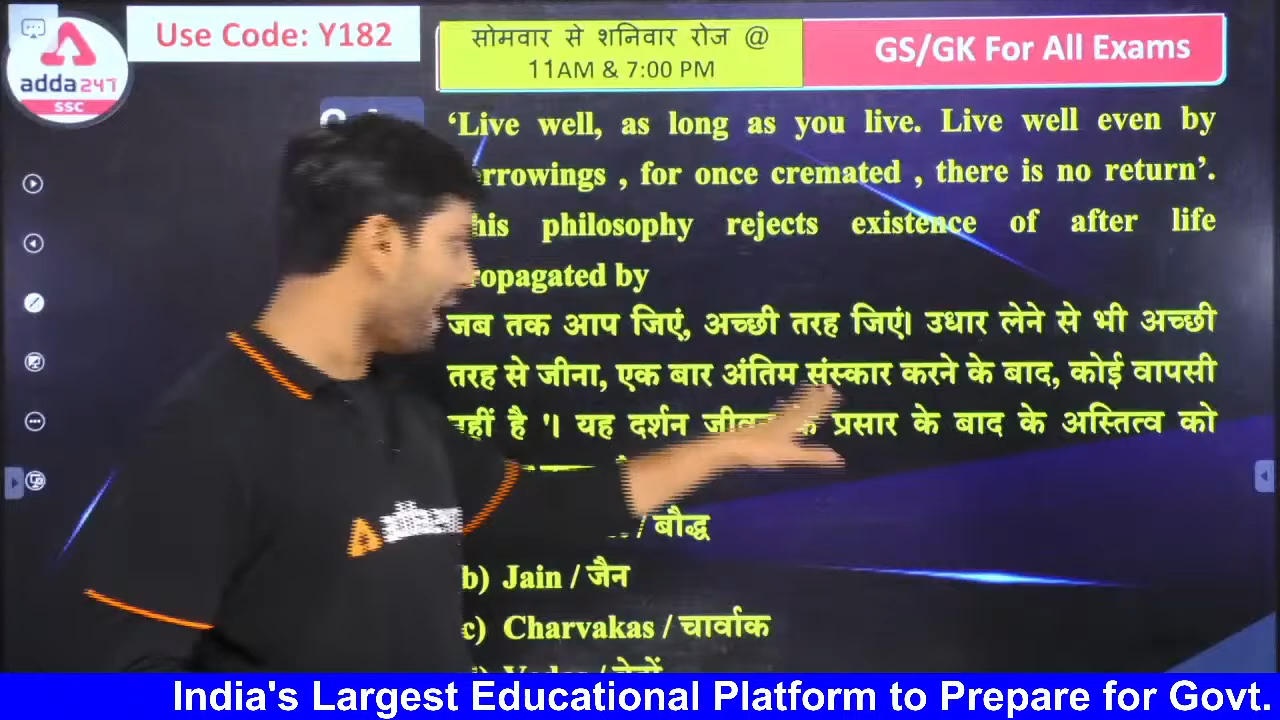 Use Code: Y182
सोमवार से शनिवार रोज @
11AM & 7:00 PM
GS/GK For All Exams
adda247
SSC
‘Live well, as long as you live. Live well even by
rrowings , for once cremated , there is no return’.
his philosophy rejects existence of after life
ropagated by
जब तक आप जिएं, अच्छी तरह जिएं। उधार लेने से भी अच्छी
तरह से जीना, एक बार अंतिम संस्कार करने के बाद, कोई वापसी
नहीं है '। यह दर्शन प्रसार के बाद के अस्तित्व को
/ बौद्ध
b) Jain / जैन
c) Charvakas / चार्वाक
India's Largest Educational Platform to Prepare for Govt.